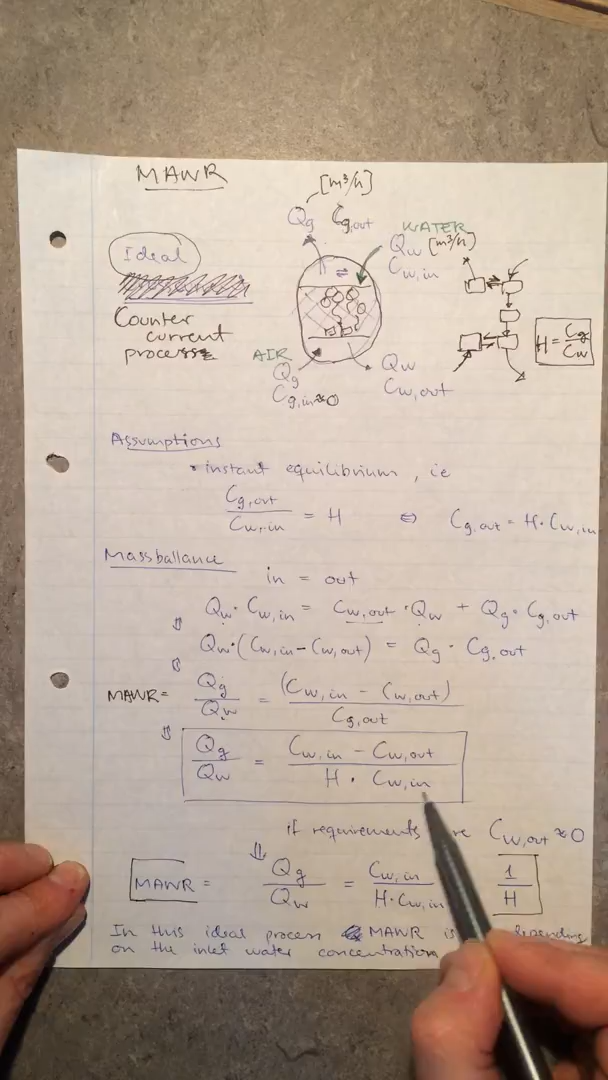 MAWR
[m³/h]
Qg Cg,out
WATER
Qw [m³/h]
Cw,in
Ideal
Counter
current
process
H = Cg/Cw
AIR
Qg
Cg,in≈0
Qw
Cw,out
Assumptions
• instant equilibrium, ie
Cg,out/Cw,in = H ⇔ Cg,out = H · Cw,in
Massballance
in = out
Qw · Cw,in = Cw,out · Qw + Qg · Cg,out
⇓ Qw · (Cw,in - Cw,out) = Qg · Cg,out
⇓
MAWR = Qg/Qw = (Cw,in - Cw,out)/Cg,out
⇓
Qg/Qw = Cw,in - Cw,out/H · Cw,in
if requirements Cw,out ≈ 0
⇓
MAWR = Qg/Qw = Cw,in/H · Cw,in 1/H
In this ideal process MAWR is depending
on the inlet water concentration